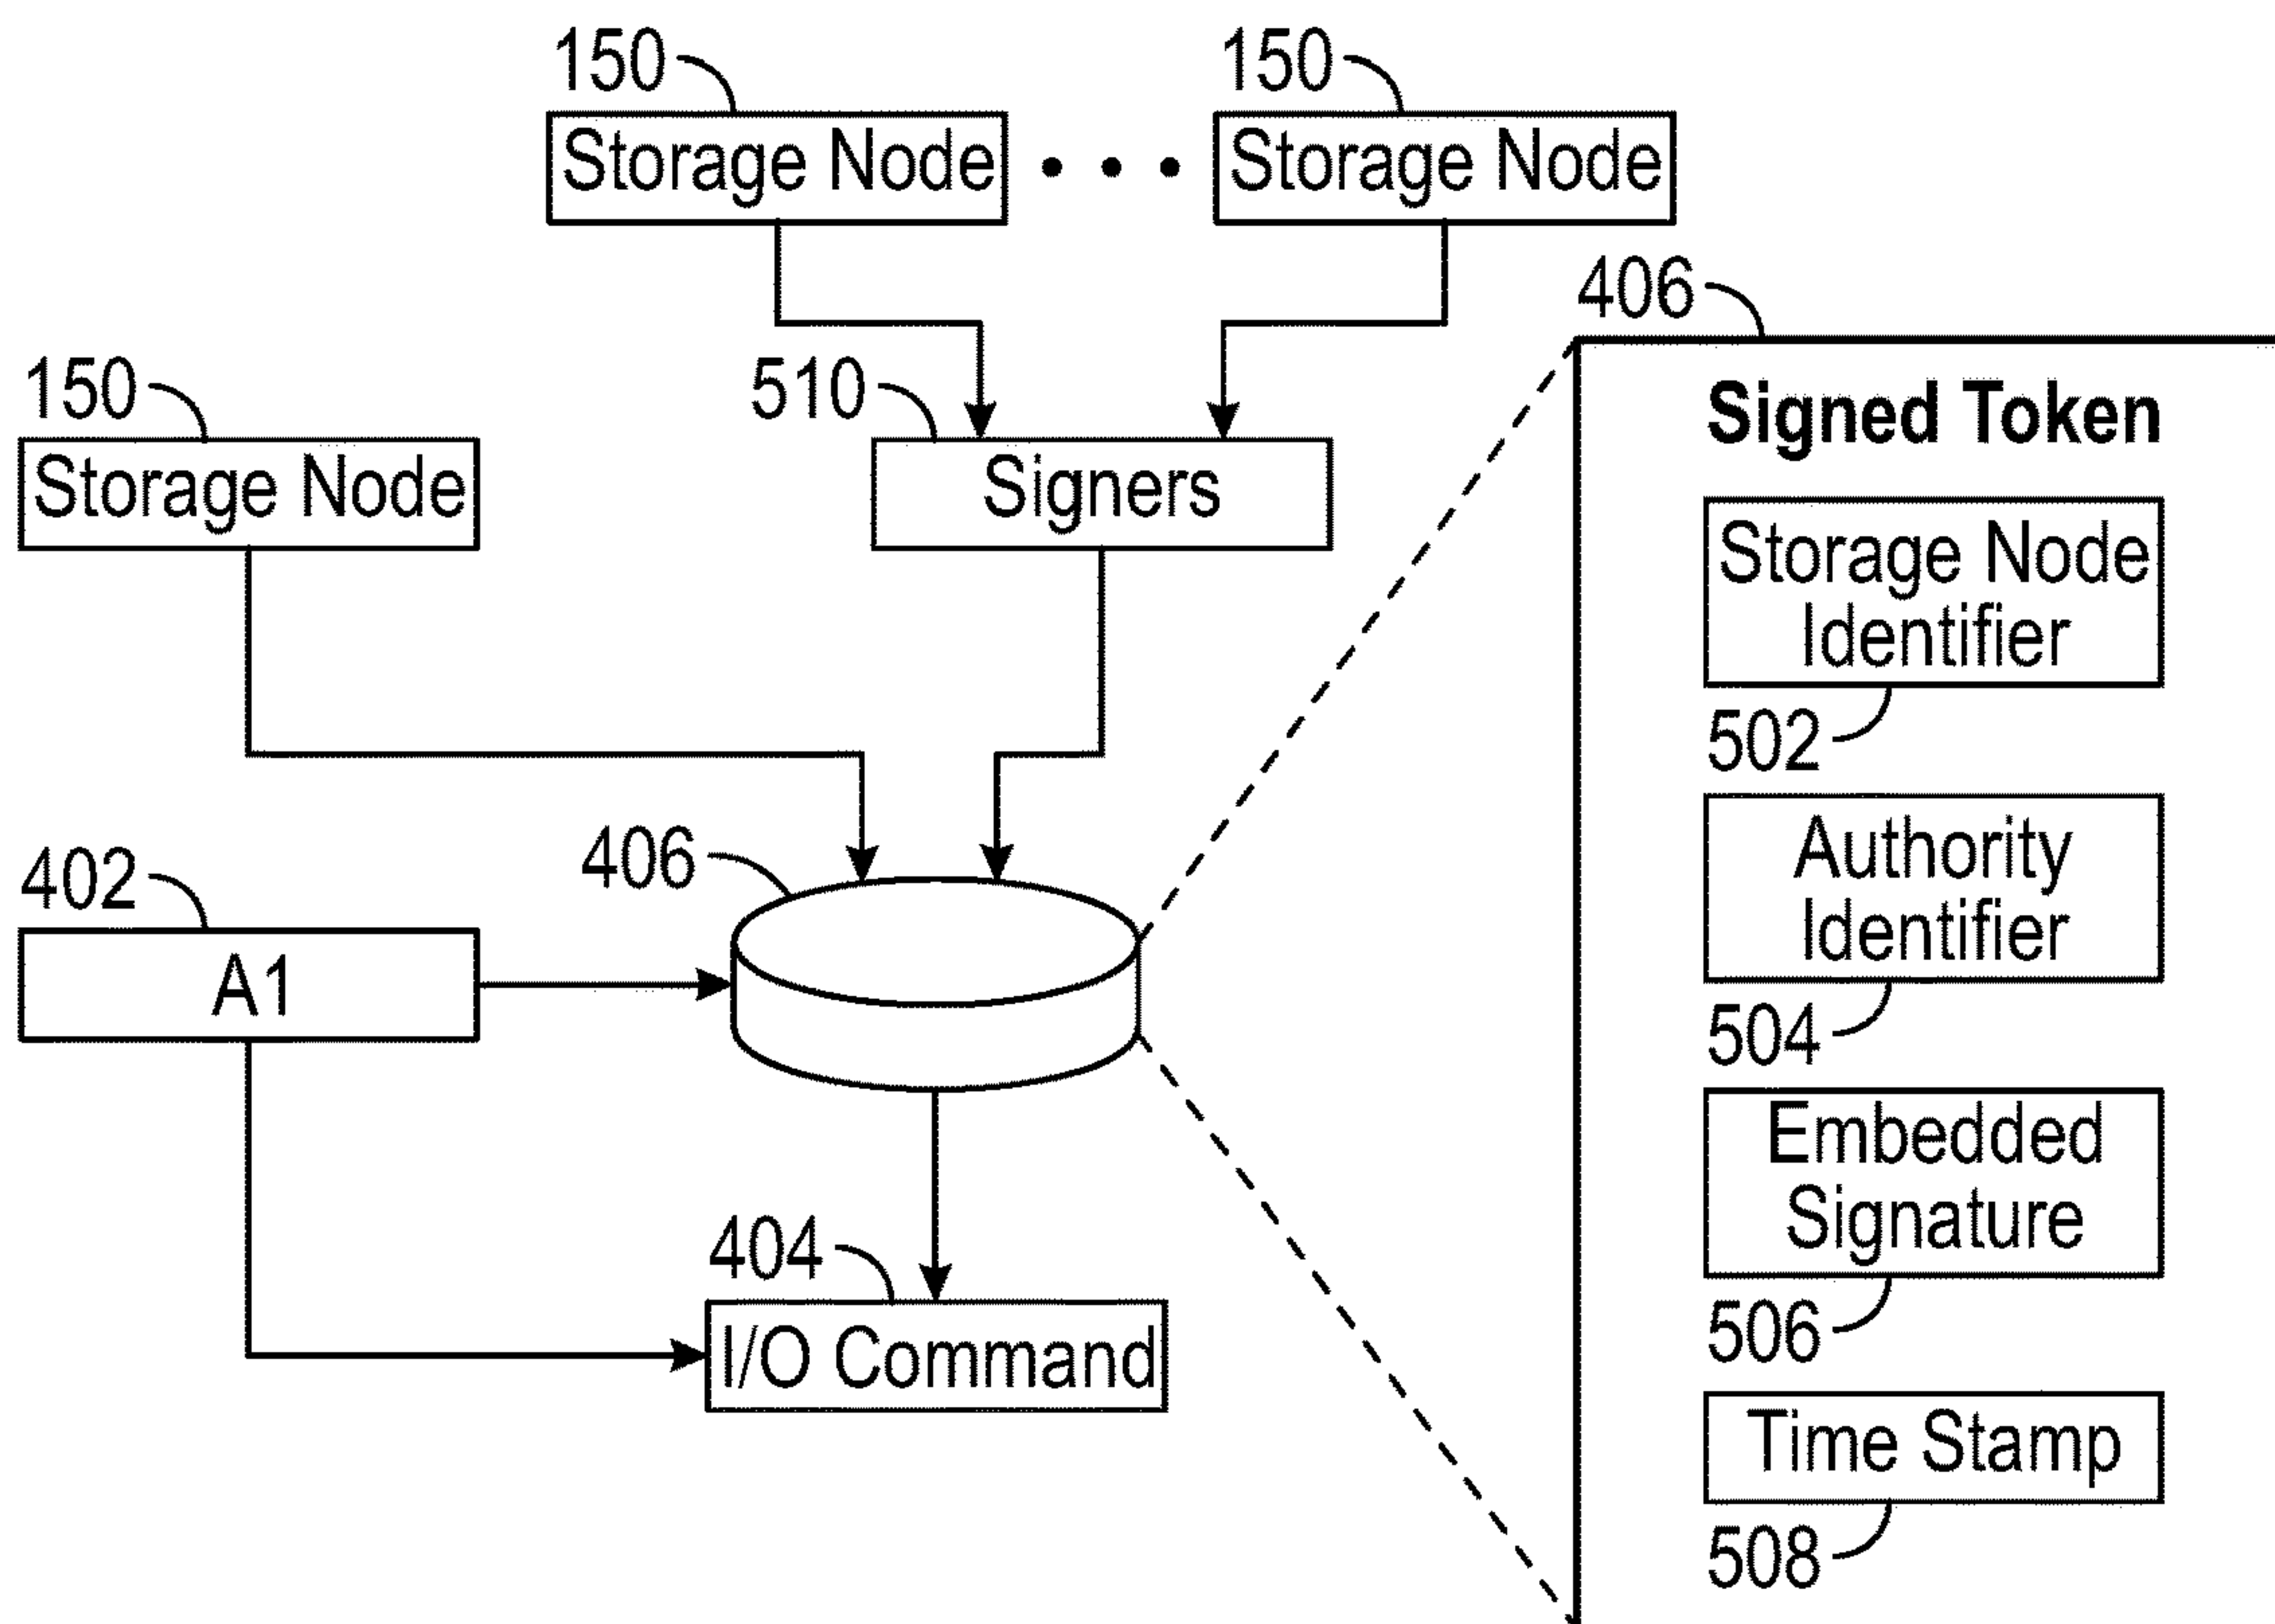 150
150
Storage Node
Storage Node
406
150
510
Signed Token
Storage Node
Signers
Storage Node
Identifier
502
402
406
Authority
Identifier
A1
504
Embedded
Signature
404
506
I/O Command
Time Stamp
508